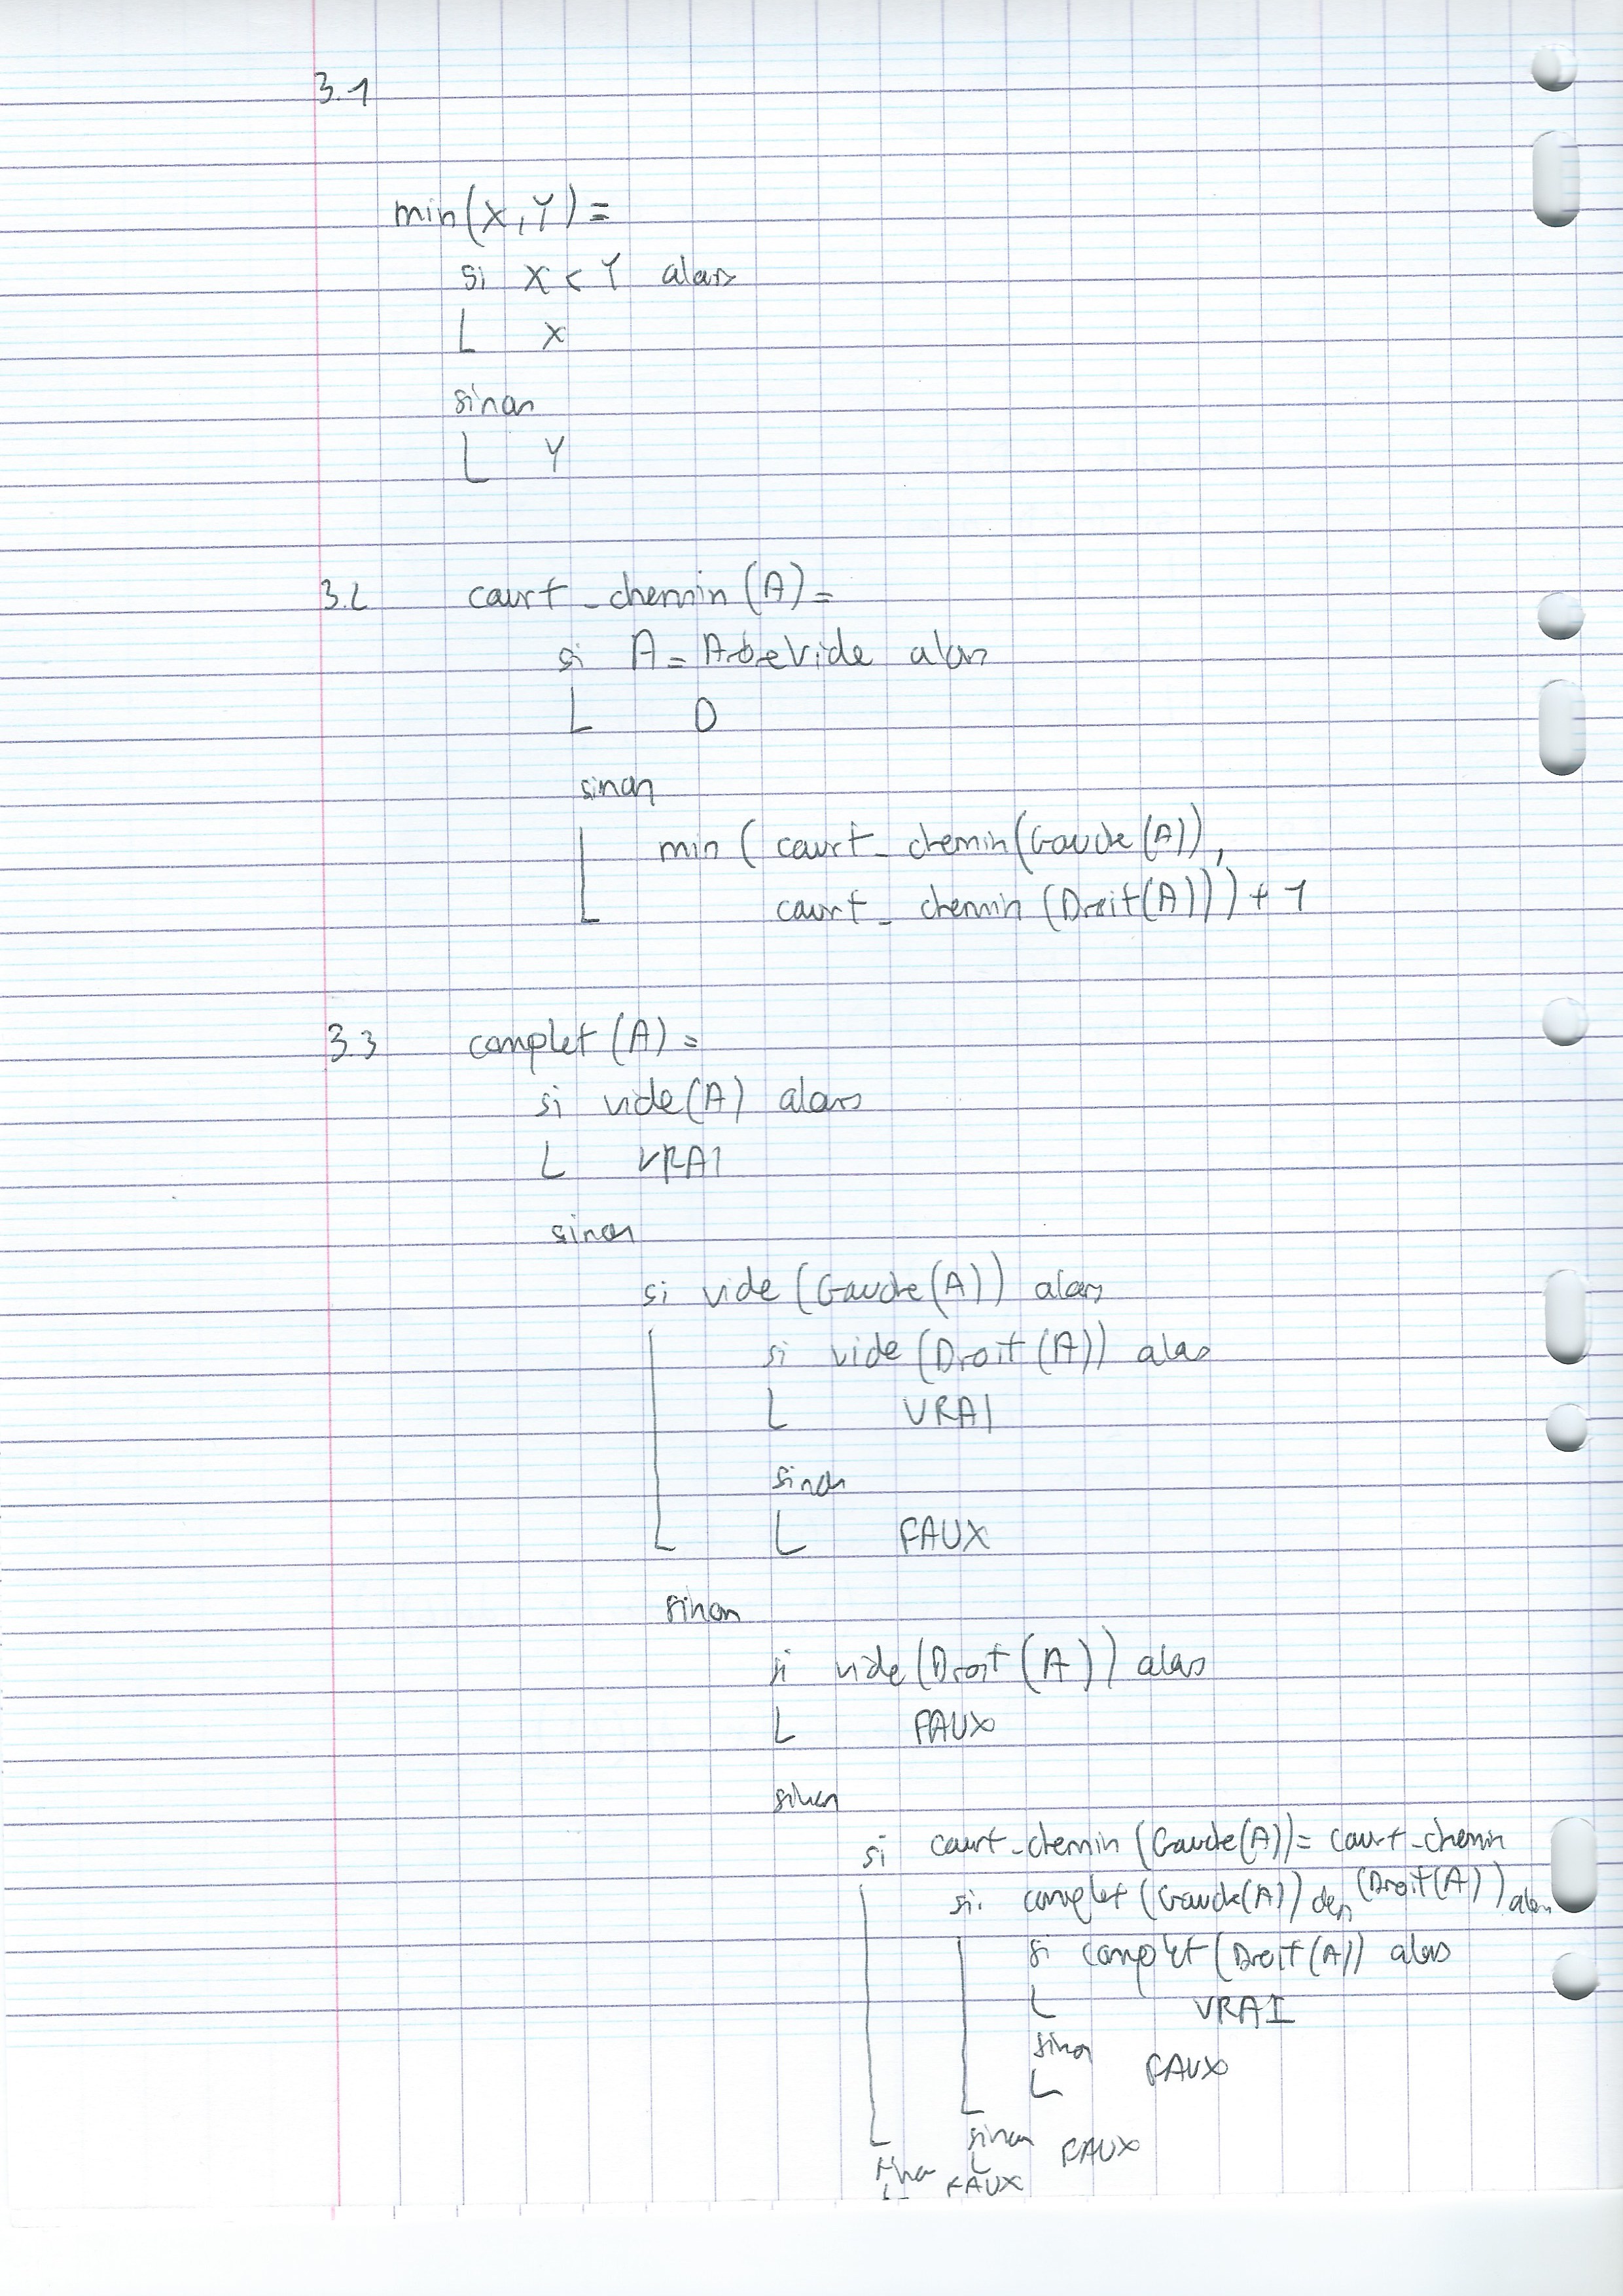 3.1
min(X,Y)=
si X < Y alors
X
sinon
Y
3.2 court_chemin(A)=
si A = ArbreVide alors
0
sinon
min ( court_chemin(Gauche(A)),
court_chemin (Droit(A))) + 1
3.3 complet (A) =
si vide(A) alors
VRAI
sinon
si vide (Gauche(A)) alors
si vide (Droit(A)) alors
VRAI
sinon
FAUX
sinon
si vide (Droit(A)) alors
FAUX
sinon
si court_chemin (Gauche(A)) = court_chemin
(Droit(A)) alors
si complet (Gauche(A))
si complet (Droit(A)) alors
VRAI
sinon
FAUX
sinon
FAUX
sinon
FAUX